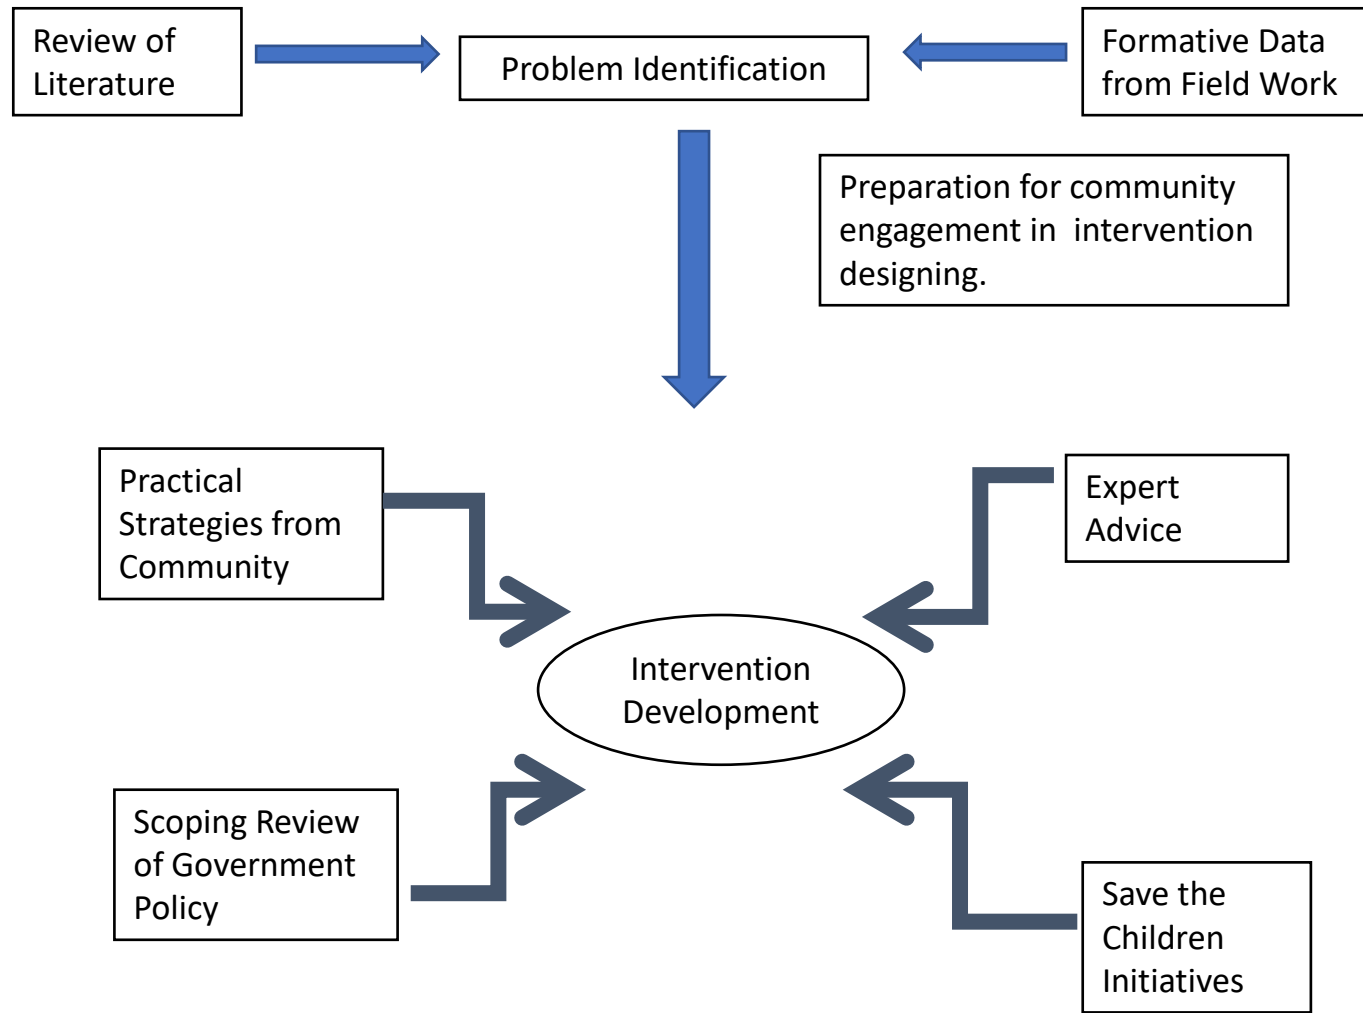 Review of
Literature
Problem Identification
Formative Data
from Field Work
Preparation for community
engagement in  intervention
designing.
Practical
Strategies from
Community
Expert
Advice
Intervention
Development
Scoping Review
of Government
Policy
Save the
Children
Initiatives